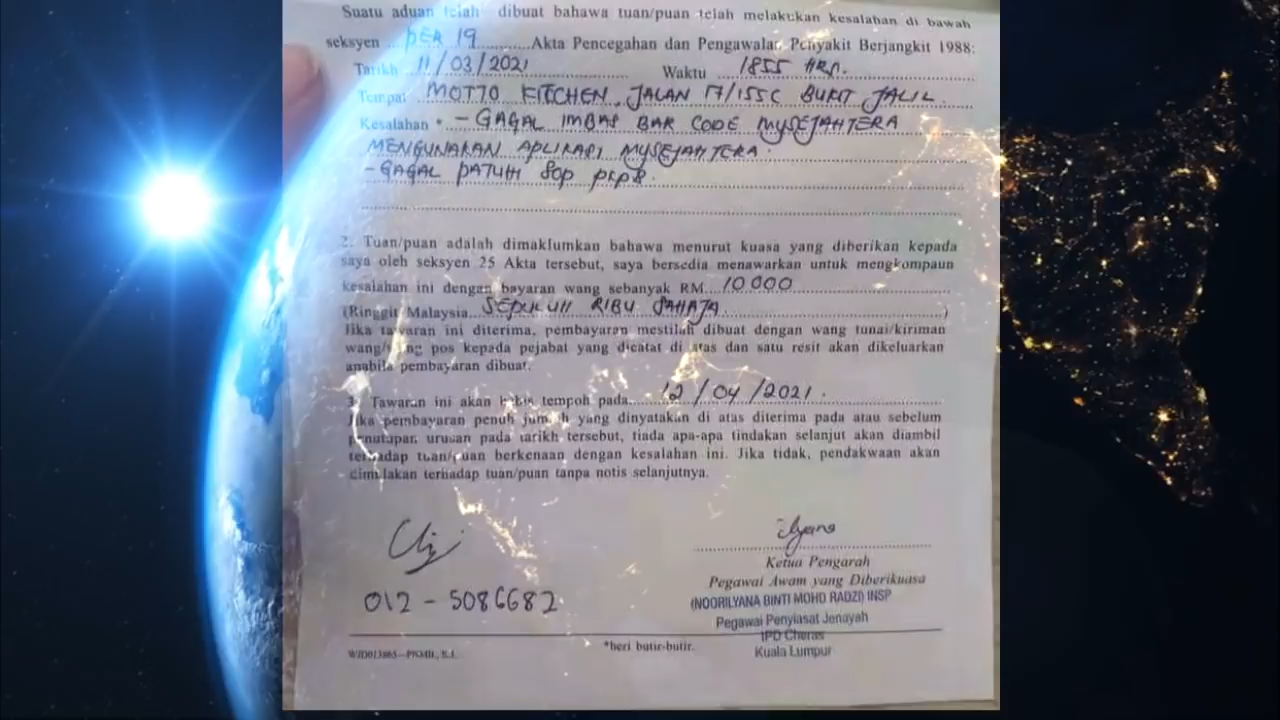 Suatu aduan telah dibuat bahawa tuan/puan telah melakukan kesalahan di bawah
seksyen PER 19 Akta Pencegahan dan Pengawalan Penyakit Berjangkit 1988:
Tarikh 11/03/2021 Waktu 1855 HRS.
Tempat MOTTO KITCHEN, JALAN 17/155C BUKIT JALIL.
Kesalahan * - GAGAL IMBAS BAR CODE MYSEJAHTERA
MENGUNAKAN APLIKASI MYSEJAHTERA.
- GAGAL PATUHI SOP PKPB.
2. Tuan/puan adalah dimaklumkan bahawa menurut kuasa yang diberikan kepada
saya oleh seksyen 25 Akta tersebut, saya bersedia menawarkan untuk mengkompaun
kesalahan ini dengan bayaran wang sebanyak RM 10 000
(Ringgit Malaysia SEPULUH RIBU SAHAJA )
Jika tawaran ini diterima, pembayaran mestilah dibuat dengan wang tunai/kiriman
wang/wang pos kepada pejabat yang dicatat di atas dan satu resit akan dikeluarkan
apabila pembayaran dibuat.
3. Tawaran ini akan habis tempoh pada 12/04/2021.
Jika pembayaran penuh jumlah yang dinyatakan di atas diterima pada atau sebelum
penutupan urusan pada tarikh tersebut, tiada apa-apa tindakan selanjut akan diambil
terhadap tuan/puan berkenaan dengan kesalahan ini. Jika tidak, pendakwaan akan
dimulakan terhadap tuan/puan tanpa notis selanjutnya.
012 - 5086682
Ilyana
Ketua Pengarah
Pegawai Awam yang Diberikuasa
(NOORILYANA BINTI MOHD RADZI) INSP
Pegawai Penyiasat Jenayah
IPD Cheras
Kuala Lumpur
*beri butir-butir.